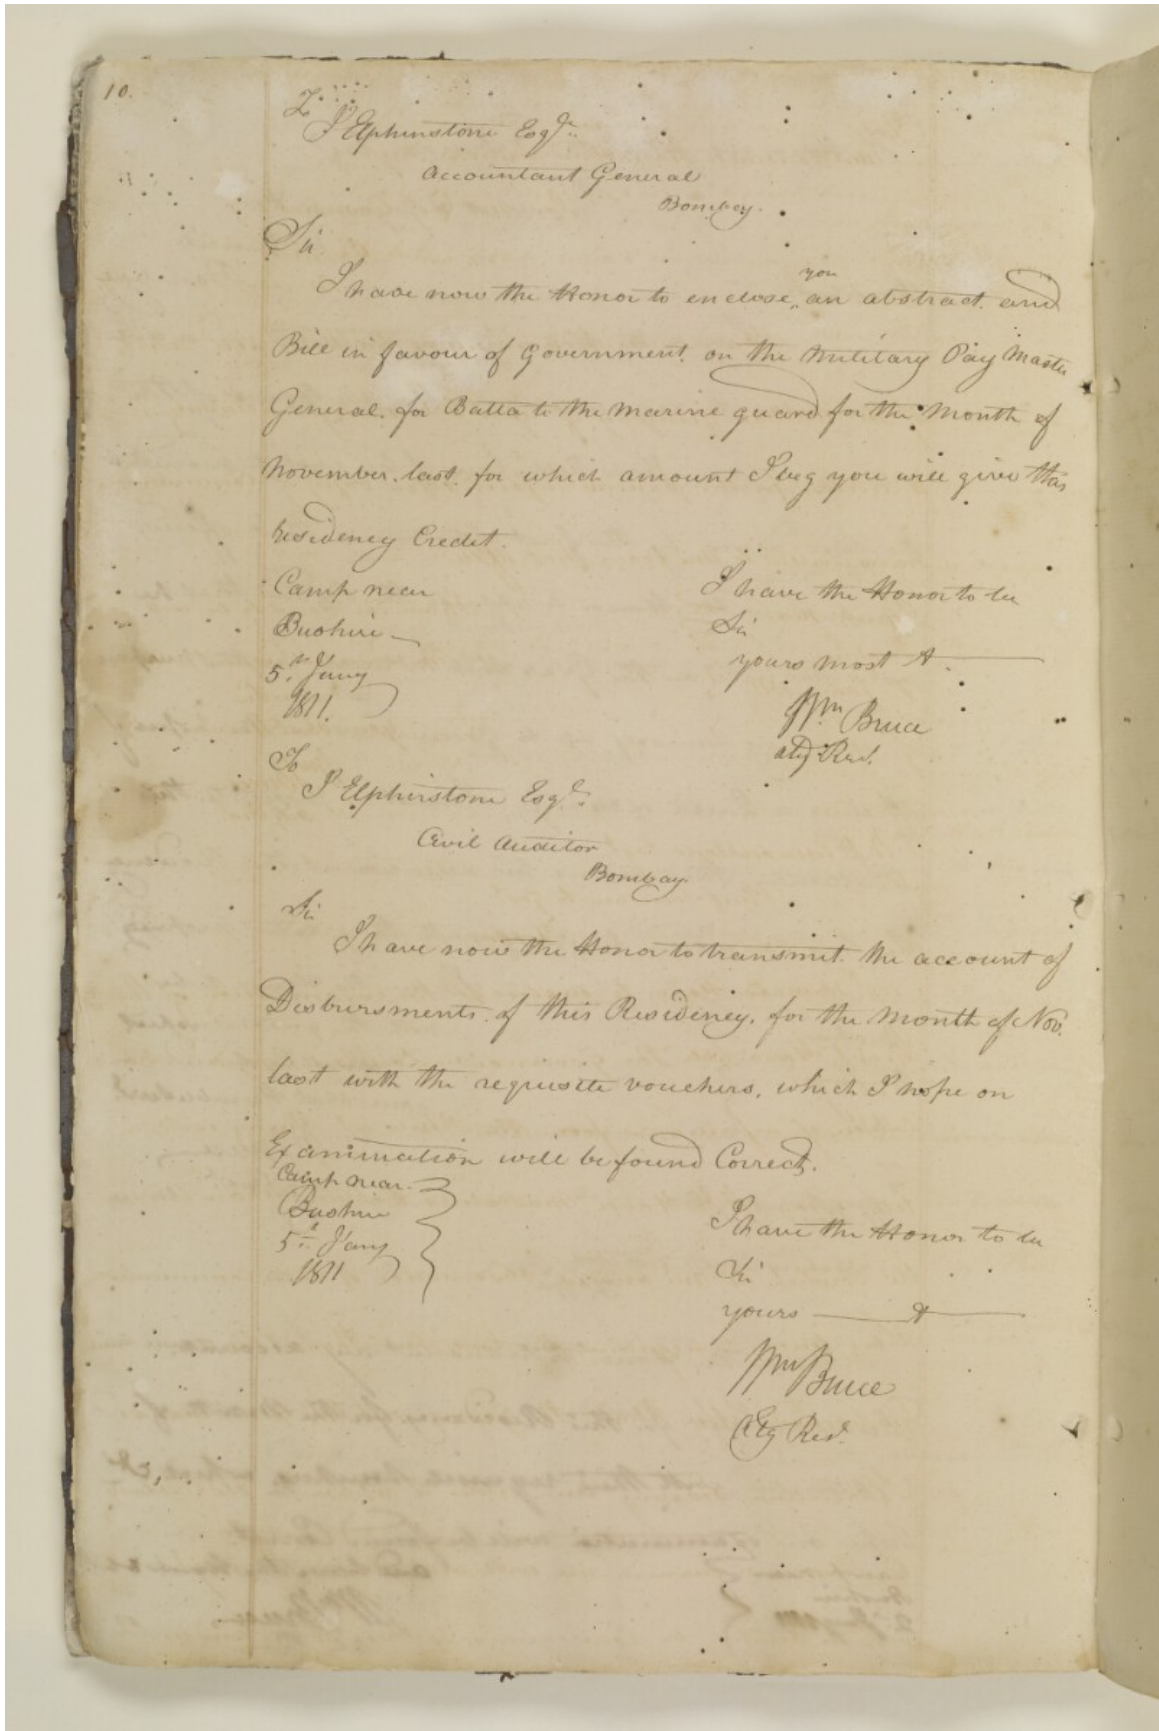 10.
To
J Elphinstone Esqr.
Accountant General
Bombay.
Sir
you
I have now the Honor to enclose, an abstract and
Bill in favour of Government, on the Military Pay Master
General, for Batta to the Marine guard for the Month of
November, last, for which amount I beg you will give this
Residency Credit.
Camp near
Bushire
5th Jany
1811.
I have the Honor to be
Sir
yours most &
Wm Bruce
Actg Resd.
To
J Elphinstone Esqr.
Civil Auditor
Bombay
Sir
I have now the Honor to transmit the account of
Disbursments of this Residency, for the Month of Nov.
last with the requisite vouchers, which I hope on
Examination will be found Correct.
Camp near
Bushire
5th Jany
1811
I have the Honor to be
Sir
yours &
Wm Bruce
Actg Resd.